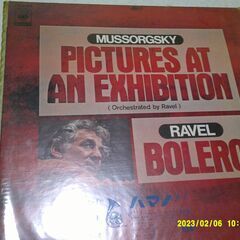 MUSSORGSKY
PICTURES AT
AN EXHIBITION
(Orchestrated by Ravel)
RAVEL
BOLERO
2023/02/06